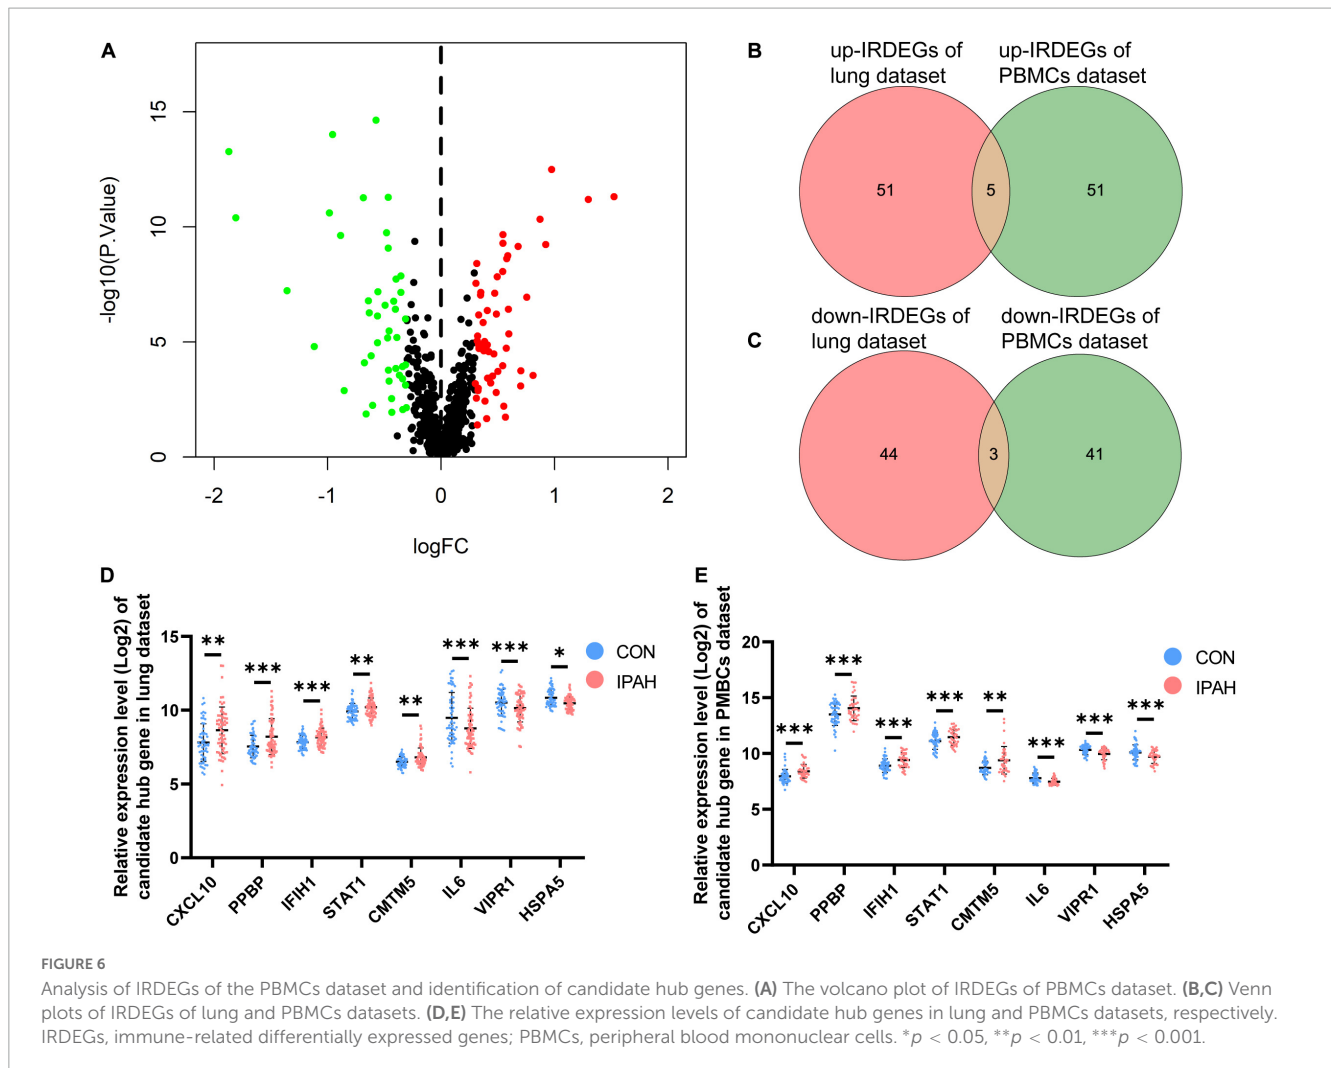 A
15
10
5
0
-log10(P.Value)
-2
-1
0
1
2
logFC
B
up-IRDEGs of
lung dataset
up-IRDEGs of
PBMCs dataset
51
5
51
C
down-IRDEGs of
lung dataset
down-IRDEGs of
PBMCs dataset
44
3
41
D
Relative expression level (Log2) of
candidate hub gene in lung dataset
15
10
5
0
**
***
***
**
**
***
***
*
CON
IPAH
CXCL10
PPBP
IFIH1
STAT1
CMTM5
IL6
VIPR1
HSPA5
E
Relative expression level (Log2) of
candidate hub gene in PMBCs dataset
20
15
10
5
0
***
***
***
***
**
***
***
***
CON
IPAH
CXCL10
PPBP
IFIH1
STAT1
CMTM5
IL6
VIPR1
HSPA5
FIGURE 6
Analysis of IRDEGs of the PBMCs dataset and identification of candidate hub genes. (A) The volcano plot of IRDEGs of PBMCs dataset. (B,C) Venn
plots of IRDEGs of lung and PBMCs datasets. (D,E) The relative expression levels of candidate hub genes in lung and PBMCs datasets, respectively.
IRDEGs, immune-related differentially expressed genes; PBMCs, peripheral blood mononuclear cells. *p < 0.05, **p < 0.01, ***p < 0.001.